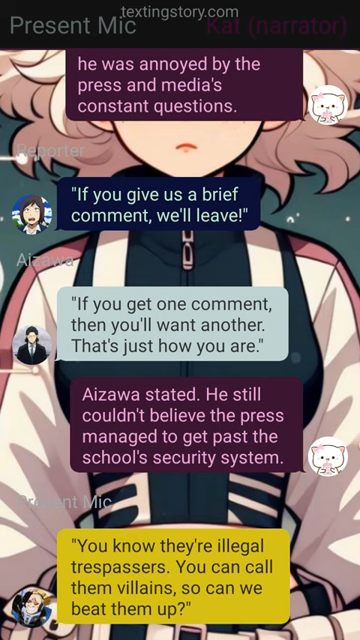 textingstory.com
Present Mic
Kat (narrator)
he was annoyed by the
press and media's
constant questions.
Reporter
"If you give us a brief
comment, we'll leave!"
Aizawa
"If you get one comment,
then you'll want another.
That's just how you are."
Aizawa stated. He still
couldn't believe the press
managed to get past the
school's security system.
Present Mic
"You know they're illegal
trespassers. You can call
them villains, so can we
beat them up?"